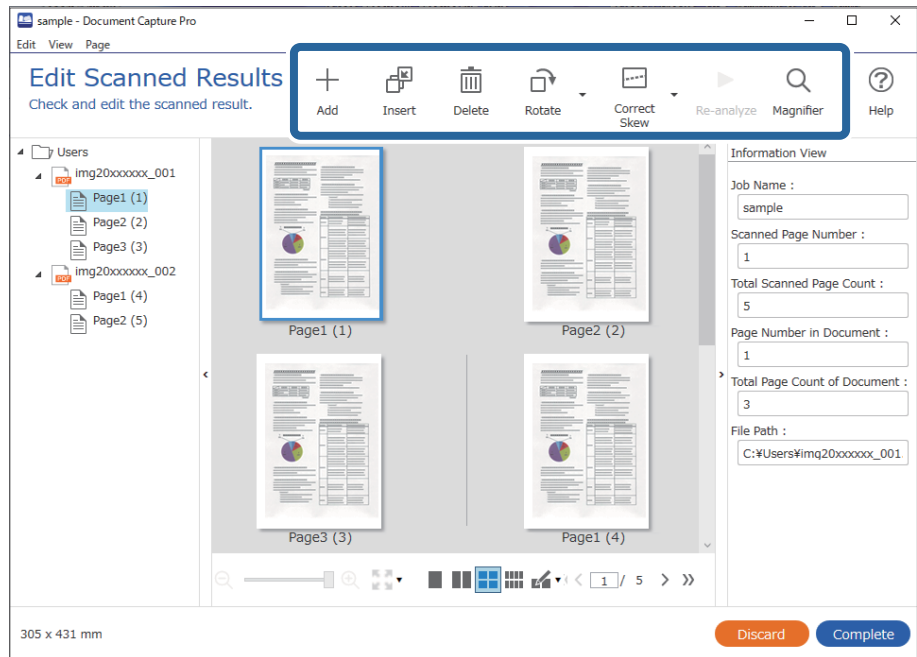 sample - Document Capture Pro
Edit View Page
Edit Scanned Results
Check and edit the scanned result.
Add
Insert
Delete
Rotate
Correct
Skew
Re-analyze
Magnifier
Help
Users
PDF
img20xxxxxx_001
Page1 (1)
Page2 (2)
Page3 (3)
PDF
img20xxxxxx_002
Page1 (4)
Page2 (5)
Page1 (1)
Page2 (2)
Page3 (3)
Page1 (4)
Information View
Job Name :
sample
Scanned Page Number :
1
Total Scanned Page Count :
5
Page Number in Document :
1
Total Page Count of Document :
3
File Path :
C:¥Users¥img20xxxxxx_001.
1 / 5
305 x 431 mm
Discard
Complete